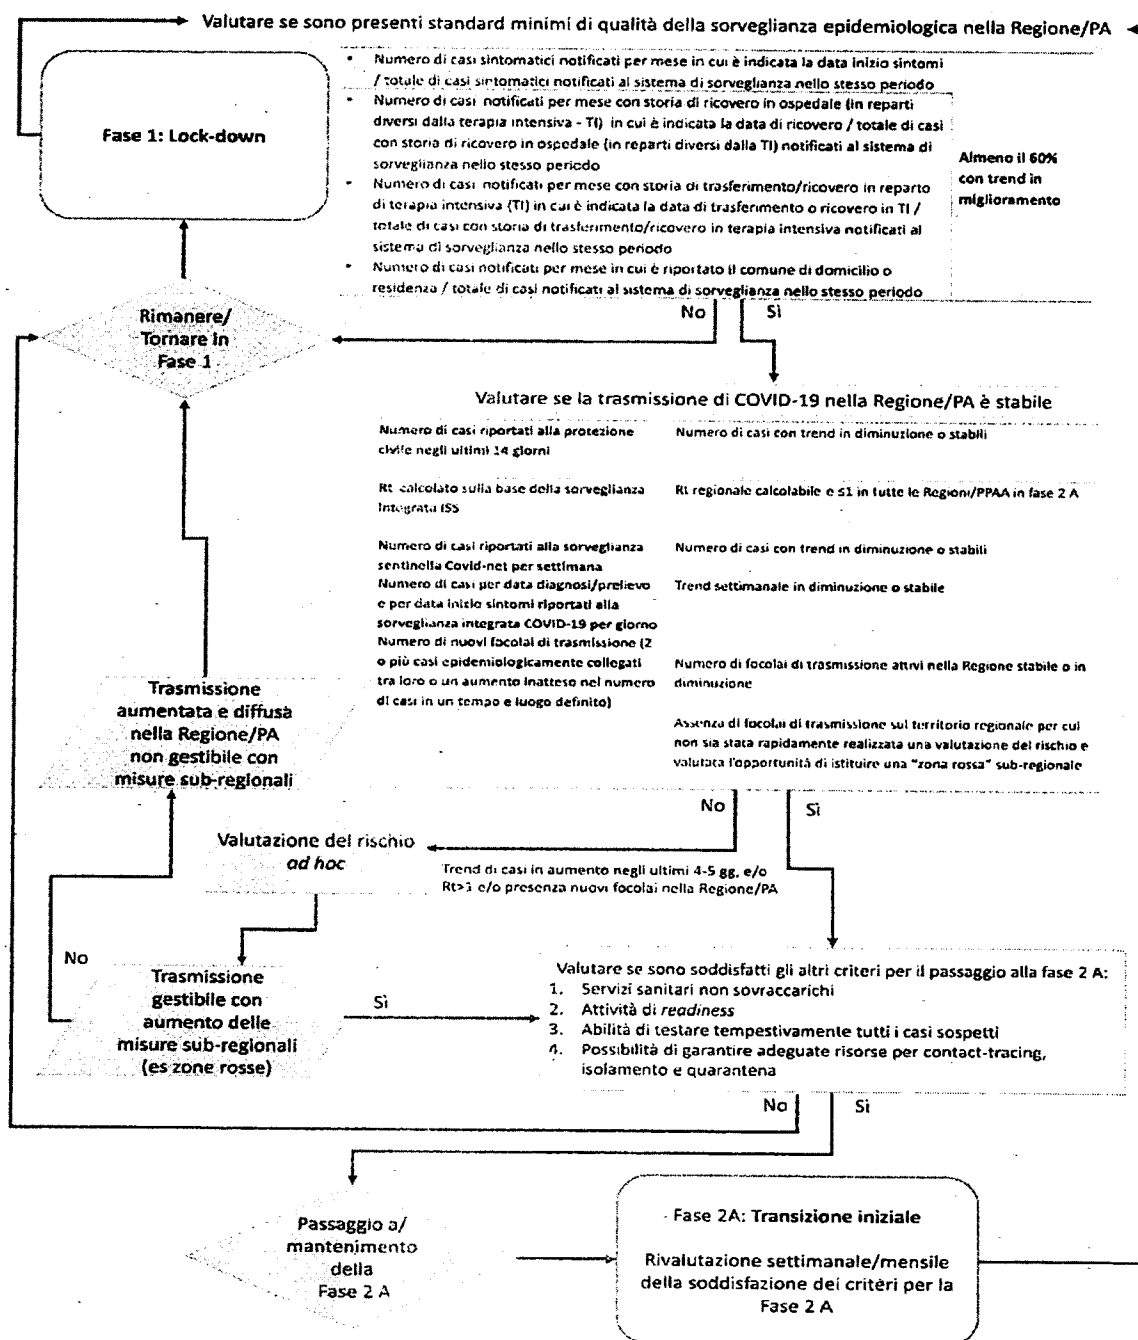 Valutare se sono presenti standard minimi di qualità della sorveglianza epidemiologica nella Regione/PA
Fase 1: Lock-down
• Numero di casi sintomatici notificati per mese in cui è indicata la data inizio sintomi
/ totale di casi sintomatici notificati al sistema di sorveglianza nello stesso periodo
• Numero di casi notificati per mese con storia di ricovero in ospedale (in reparti
diversi dalla terapia intensiva - TI) in cui è indicata la data di ricovero / totale di casi
con storia di ricovero in ospedale (in reparti diversi dalla TI) notificati al sistema di
sorveglianza nello stesso periodo
• Numero di casi notificati per mese con storia di trasferimento/ricovero in reparto
di terapia intensiva (TI) in cui è indicata la data di trasferimento o ricovero in TI /
totale di casi con storia di trasferimento/ricovero in terapia intensiva notificati al
sistema di sorveglianza nello stesso periodo
• Numero di casi notificati per mese in cui è riportato il comune di domicilio o
residenza / totale di casi notificati al sistema di sorveglianza nello stesso periodo
Almeno il 60%
con trend in
miglioramento
No
Sì
Rimanere/
Tornare in
Fase 1
Valutare se la trasmissione di COVID-19 nella Regione/PA è stabile
Numero di casi riportati alla protezione
civile negli ultimi 14 giorni
Numero di casi con trend in diminuzione o stabili
Rt calcolato sulla base della sorveglianza
integrata ISS
Rt regionale calcolabile e ≤1 in tutte le Regioni/PPAA in fase 2 A
Numero di casi riportati alla sorveglianza
sentinella Covid-net per settimana
Numero di casi con trend in diminuzione o stabili
Numero di casi per data diagnosi/prelievo
e per data inizio sintomi riportati alla
sorveglianza integrata COVID-19 per giorno
Trend settimanale in diminuzione o stabile
Numero di nuovi focolai di trasmissione (2
o più casi epidemiologicamente collegati
tra loro o un aumento inatteso nel numero
di casi in un tempo e luogo definito)
Numero di focolai di trasmissione attivi nella Regione stabile o in
diminuzione
Assenza di focolai di trasmissione sul territorio regionale per cui
non sia stata rapidamente realizzata una valutazione del rischio e
valutata l'opportunità di istituire una "zona rossa" sub-regionale
Trasmissione
aumentata e diffusa
nella Regione/PA
non gestibile con
misure sub-regionali
No
Sì
Valutazione del rischio
ad hoc
Trend di casi in aumento negli ultimi 4-5 gg, e/o
Rt>1 e/o presenza nuovi focolai nella Regione/PA
No
Trasmissione
gestibile con
aumento delle
misure sub-regionali
(es zone rosse)
Sì
Valutare se sono soddisfatti gli altri criteri per il passaggio alla fase 2 A:
1. Servizi sanitari non sovraccarichi
2. Attività di readiness
3. Abilità di testare tempestivamente tutti i casi sospetti
4. Possibilità di garantire adeguate risorse per contact-tracing,
isolamento e quarantena
No
Sì
Passaggio a/
mantenimento
della
Fase 2 A
Fase 2A: Transizione iniziale
Rivalutazione settimanale/mensile
della soddisfazione dei criteri per la
Fase 2 A